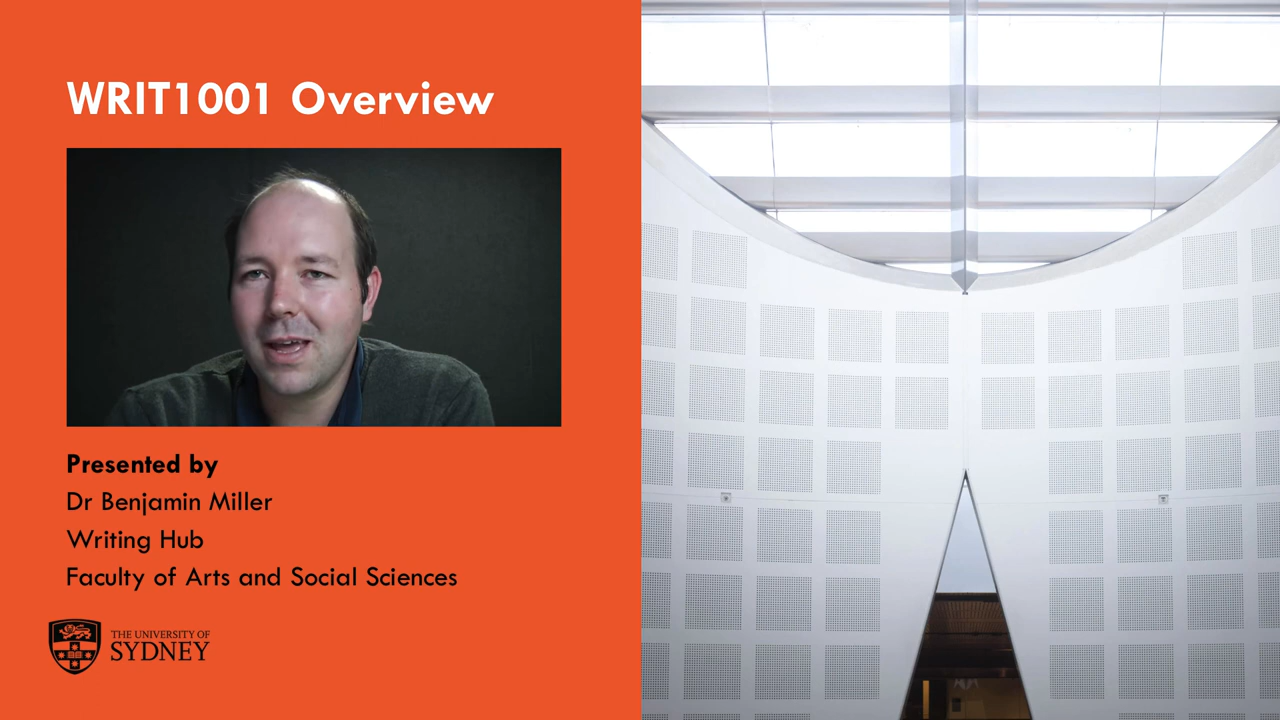 WRIT1001 Overview
Presented by
Dr Benjamin Miller
Writing Hub
Faculty of Arts and Social Sciences
THE UNIVERSITY OF
SYDNEY